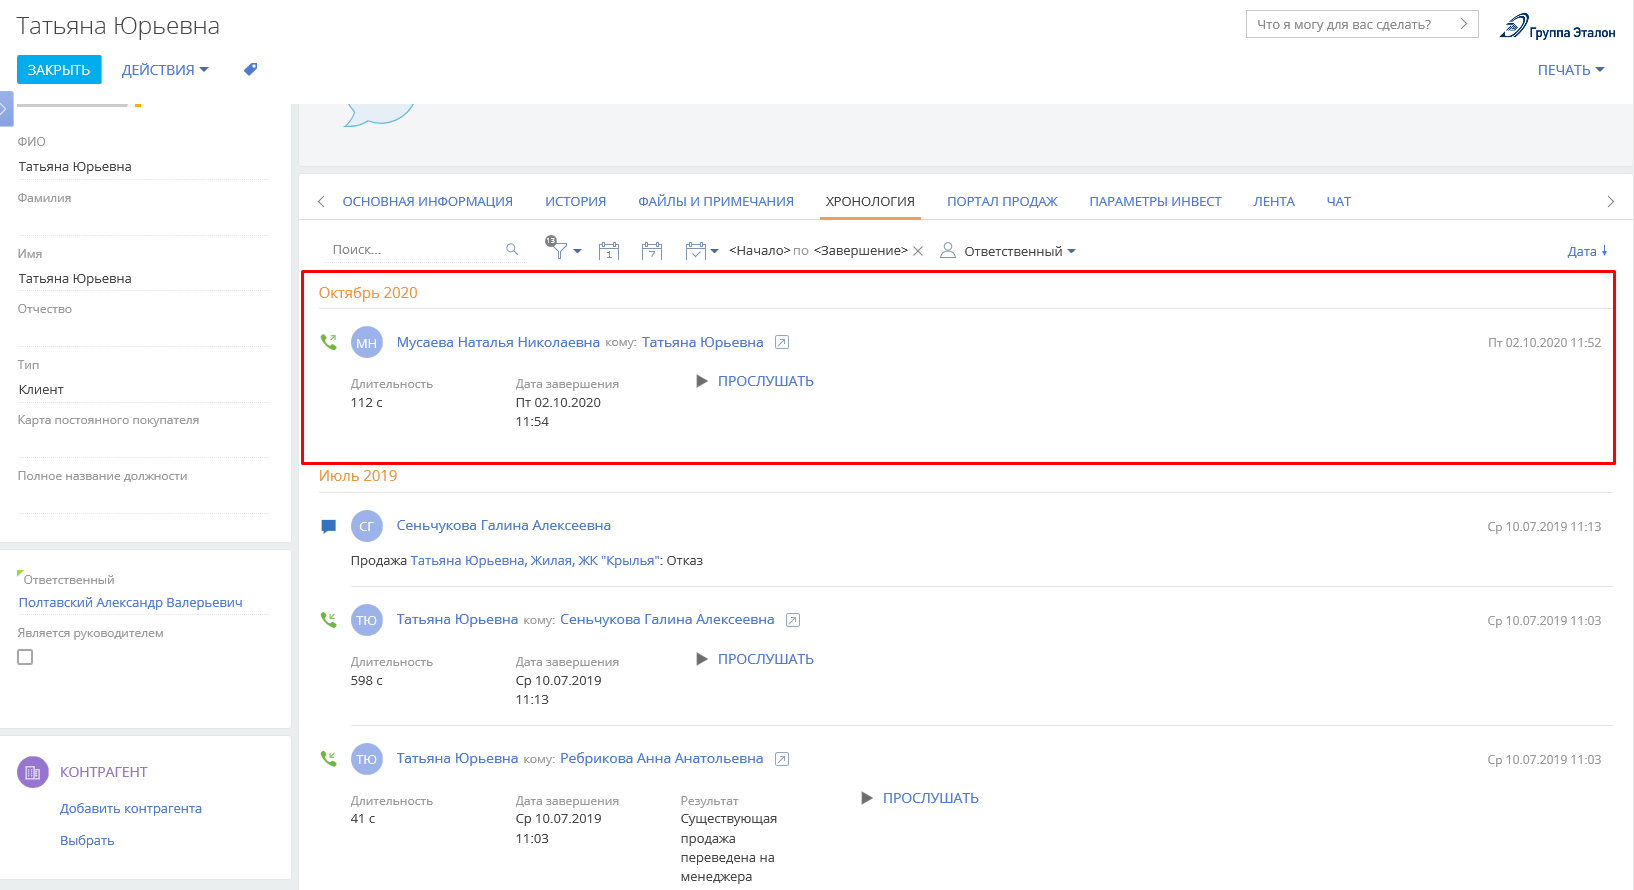 Татьяна Юрьевна
Что я могу для вас сделать?
Группа Эталон
ЗАКРЫТЬ
ДЕЙСТВИЯ
ПЕЧАТЬ
ФИО
Татьяна Юрьевна
Фамилия
Имя
Татьяна Юрьевна
Отчество
Тип
Клиент
Карта постоянного покупателя
Полное название должности
Ответственный
Полтавский Александр Валерьевич
Является руководителем
КОНТРАГЕНТ
Добавить контрагента
Выбрать
ОСНОВНАЯ ИНФОРМАЦИЯ
ИСТОРИЯ
ФАЙЛЫ И ПРИМЕЧАНИЯ
ХРОНОЛОГИЯ
ПОРТАЛ ПРОДАЖ
ПАРАМЕТРЫ ИНВЕСТ
ЛЕНТА
ЧАТ
Поиск...
13
1
7
<Начало> по <Завершение>
Ответственный
Дата
Октябрь 2020
МН
Мусаева Наталья Николаевна кому: Татьяна Юрьевна
Пт 02.10.2020 11:52
Длительность
112 с
Дата завершения
Пт 02.10.2020
11:54
ПРОСЛУШАТЬ
Июль 2019
СГ
Сеньчукова Галина Алексеевна
Ср 10.07.2019 11:13
Продажа Татьяна Юрьевна, Жилая, ЖК "Крылья": Отказ
ТЮ
Татьяна Юрьевна кому: Сеньчукова Галина Алексеевна
Ср 10.07.2019 11:03
Длительность
598 с
Дата завершения
Ср 10.07.2019
11:13
ПРОСЛУШАТЬ
ТЮ
Татьяна Юрьевна кому: Ребрикова Анна Анатольевна
Ср 10.07.2019 11:03
Длительность
41 с
Дата завершения
Ср 10.07.2019
11:03
Результат
Существующая
продажа
переведена на
менеджера
ПРОСЛУШАТЬ